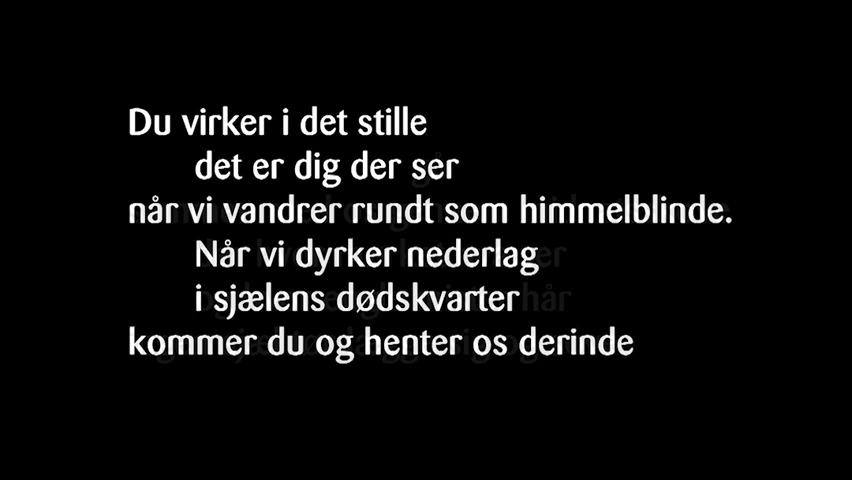 Du virker i det stille
det er dig der ser
når vi vandrer rundt som himmelblinde.
Når vi dyrker nederlag
i sjælens dødskvarter
kommer du og henter os derinde